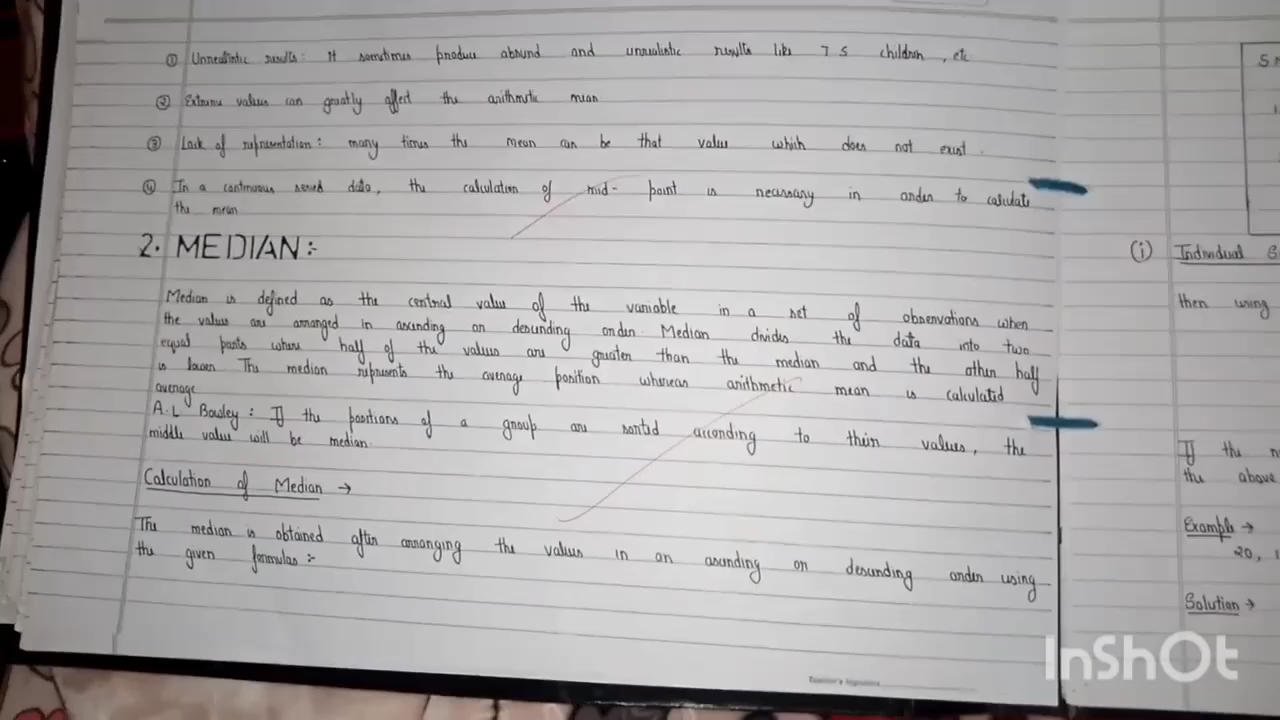 ① Unrealistic results: It sometimes produce absund and unrealistic results like 7.5 children, etc
② Extreme values can greatly affect the arithmetic mean
③ Lack of representation: many times the mean can be that value which does not exist.
④ In a continuous series data, the calculation of mid-point is necessary in order to calculate
the mean
2. MEDIAN:-
Median is defined as the central value of the variable in a set of observations when
the values are arranged in ascending or descending order. Median divides the data into two
equal parts where half of the values are greater than the median and the other half
is lower. The median represents the average position whereas arithmetic mean is calculated
average
A.L Bowley: If the positions of a group are sorted according to their values, the
middle value will be median.
Calculation of Median →
The median is obtained after arranging the values in an ascending or descending order using
the given formulas:-
Teacher's Signature
S.N
(i) Individual S
then using
If the n
the above
Example →
20, 1
Solution →
InShOt